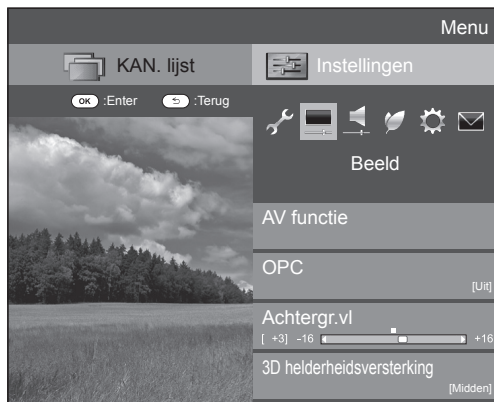 Menu
KAN. lijst
Instellingen
OK :Enter :Terug
Beeld
AV functie
OPC
[Uit]
Achtergr.vl
[ +3] -16 +16
3D helderheidsversterking
[Midden]